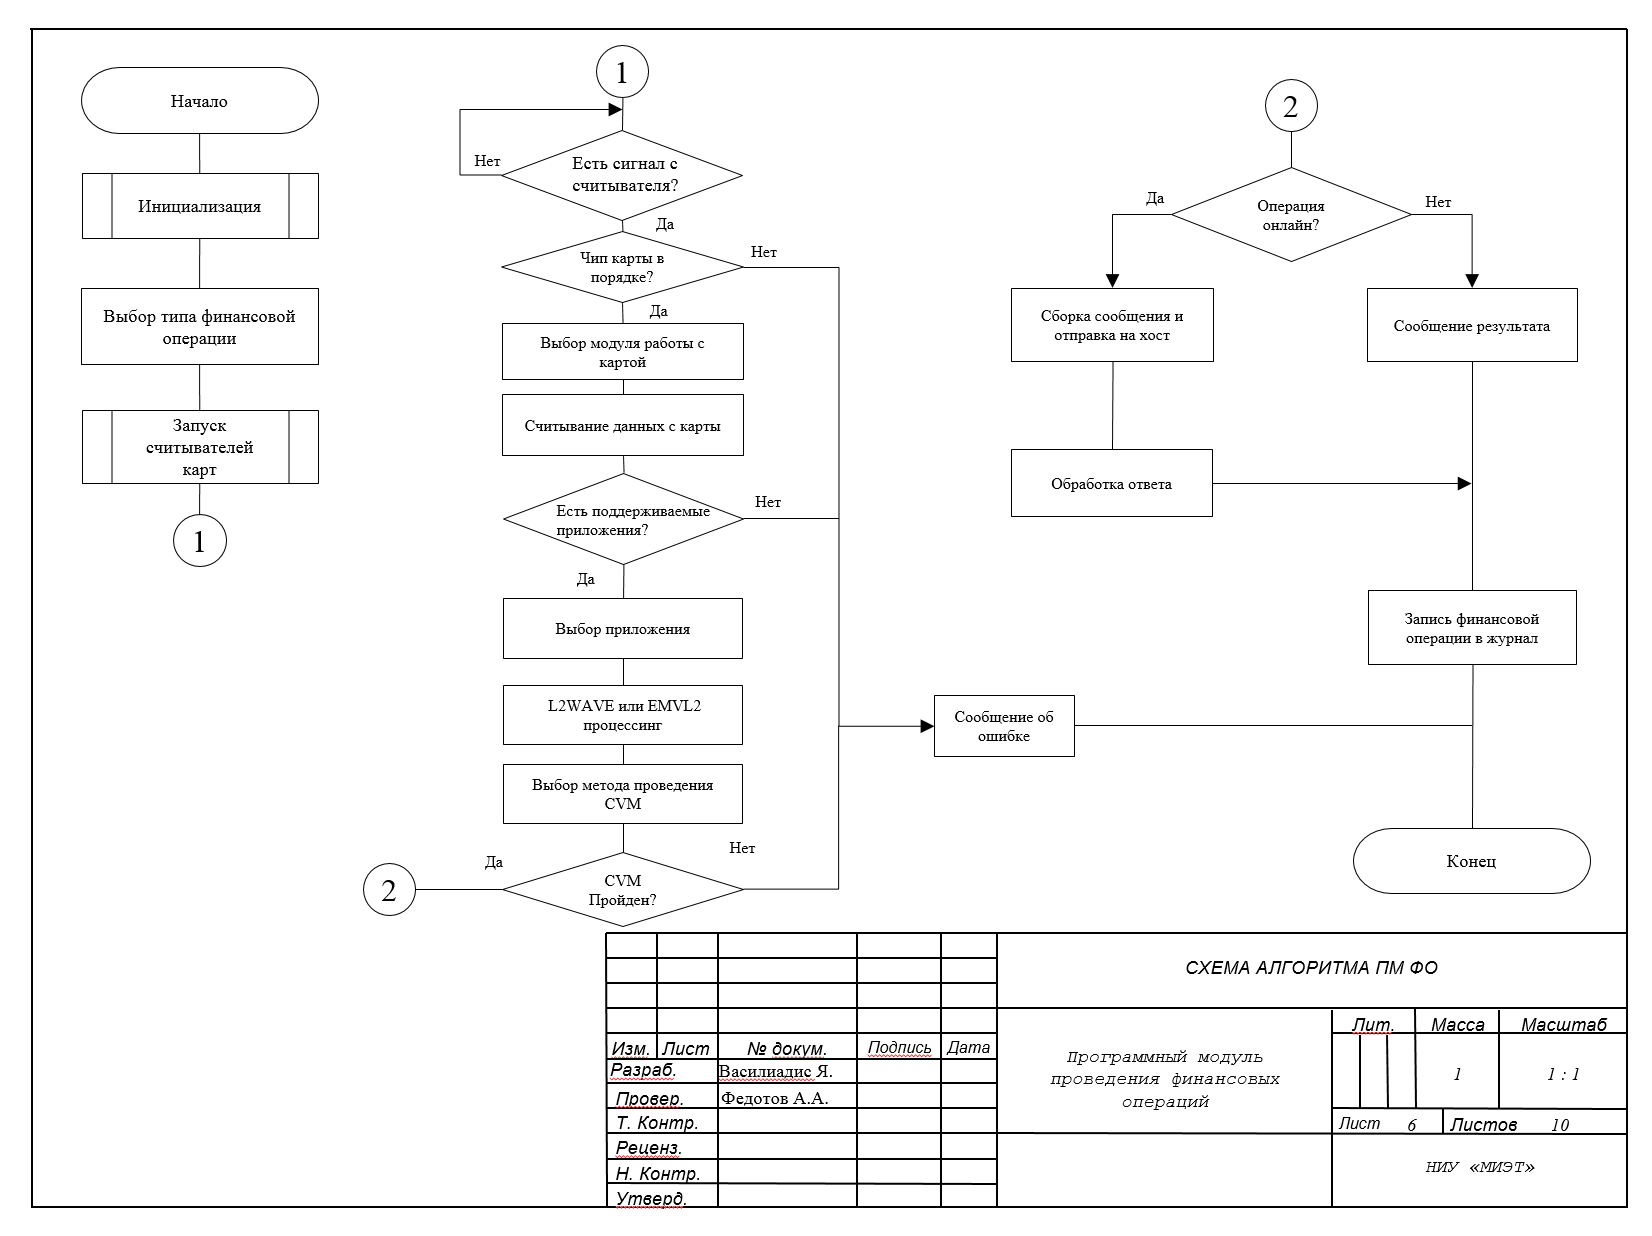 Начало
Инициализация
Выбор типа финансовой
операции
Запуск
считывателей
карт
1
1
Есть сигнал с
считывателя?
Нет
Да
Чип карты в
порядке?
Нет
Да
Выбор модуля работы с
картой
Считывание данных с карты
Есть поддерживаемые
приложения?
Нет
Да
Выбор приложения
L2WAVE или EMVL2
процессинг
Выбор метода проведения
CVM
CVM
Пройден?
Да
Нет
2
Сообщение об
ошибке
2
Операция
онлайн?
Да
Нет
Сборка сообщения и
отправка на хост
Сообщение результата
Обработка ответа
Запись финансовой
операции в журнал
Конец
СХЕМА АЛГОРИТМА ПМ ФО
Изм. Лист № докум. Подпись Дата
Разраб. Василиадис Я.
Провер. Федотов А.А.
Т. Контр.
Реценз.
Н. Контр.
Утверд.
Программный модуль
проведения финансовых
операций
Лит. Масса Масштаб
1 1 : 1
Лист 6 Листов 10
НИУ «МИЭТ»